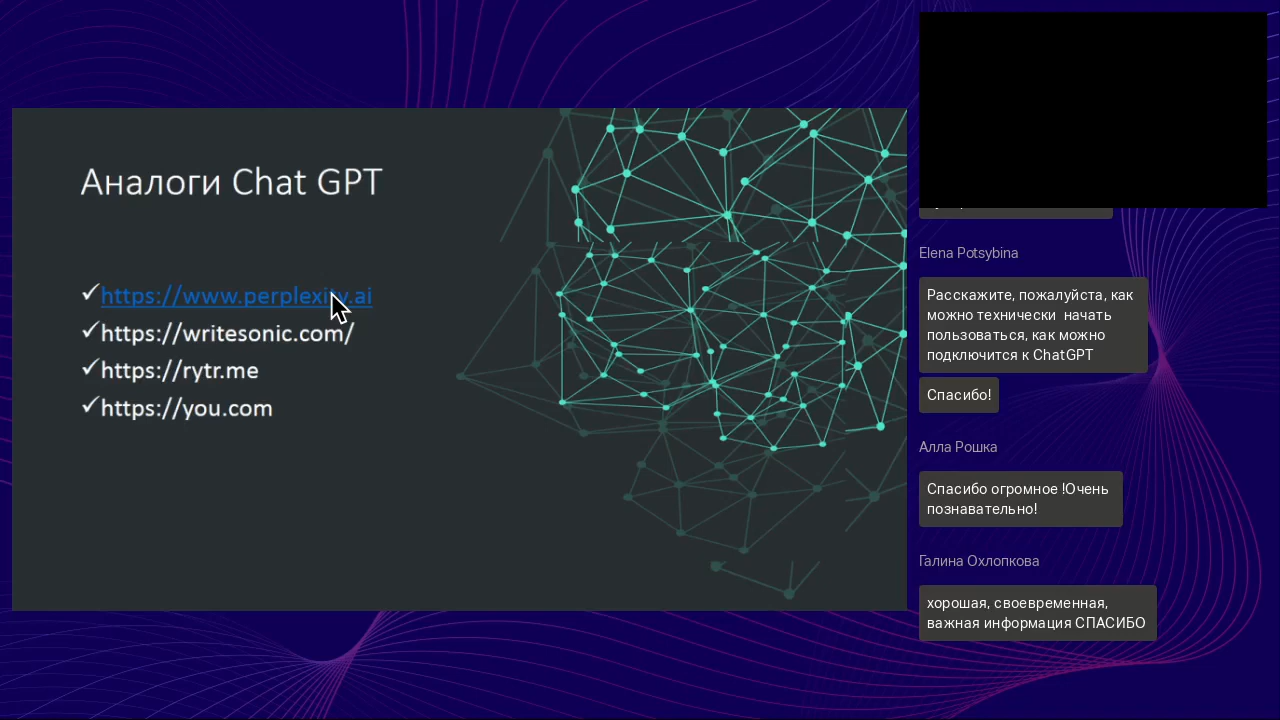 Аналоги Chat GPT
✓https://www.perplexity.ai
✓https://writesonic.com/
✓https://rytr.me
✓https://you.com
Elena Potsybina
Расскажите, пожалуйста, как
можно технически начать
пользоваться, как можно
подключится к ChatGPT
Спасибо!
Алла Рошка
Спасибо огромное !Очень
познавательно!
Галина Охлопкова
хорошая, своевременная,
важная информация СПАСИБО